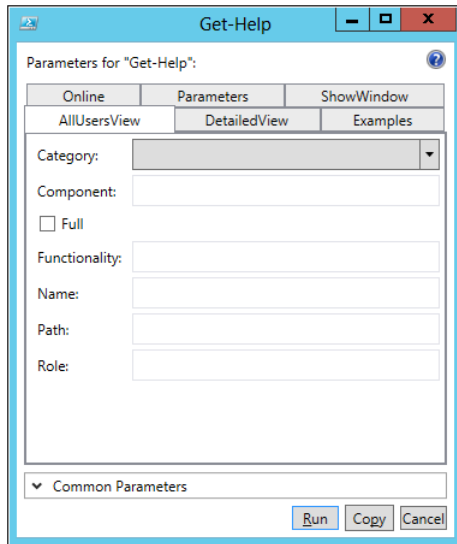 Get-Help
Parameters for "Get-Help":
Online Parameters ShowWindow
AllUsersView DetailedView Examples
Category:
Component:
Full
Functionality:
Name:
Path:
Role:
Common Parameters
Run Copy Cancel